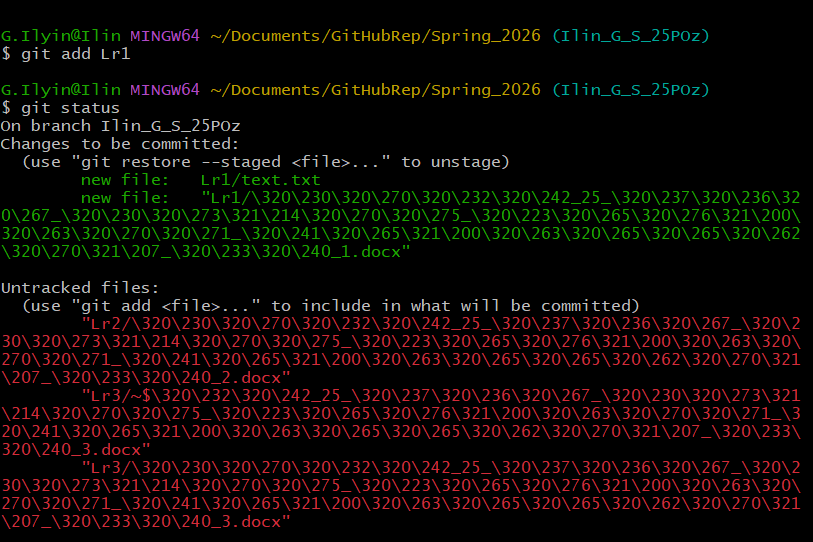 G.Ilyin@Ilin MINGW64 ~/Documents/GitHubRep/Spring_2026 (Ilin_G_S_25POz)
$ git add Lr1
G.Ilyin@Ilin MINGW64 ~/Documents/GitHubRep/Spring_2026 (Ilin_G_S_25POz)
$ git status
On branch Ilin_G_S_25POz
Changes to be committed:
  (use "git restore --staged <file>..." to unstage)
        new file:   Lr1/text.txt
        new file:   "Lr1/\320\230\320\270\320\232\320\242_25_\320\237\320\236\32
0\267_\320\230\320\273\321\214\320\270\320\275_\320\223\320\265\320\276\321\200\
320\263\320\270\320\271_\320\241\320\265\321\200\320\263\320\265\320\265\320\262
\320\270\321\207_\320\233\320\240_1.docx"
Untracked files:
  (use "git add <file>..." to include in what will be committed)
        "Lr2/\320\230\320\270\320\232\320\242_25_\320\237\320\236\320\267_\320\2
30\320\273\321\214\320\270\320\275_\320\223\320\265\320\276\321\200\320\263\320\
270\320\271_\320\241\320\265\321\200\320\263\320\265\320\265\320\262\320\270\321
\207_\320\233\320\240_2.docx"
        "Lr3/~$\320\232\320\242_25_\320\237\320\236\320\267_\320\230\320\273\321
\214\320\270\320\275_\320\223\320\265\320\276\321\200\320\263\320\270\320\271_\3
20\241\320\265\321\200\320\263\320\265\320\265\320\262\320\270\321\207_\320\233\
320\240_3.docx"
        "Lr3/\320\230\320\270\320\232\320\242_25_\320\237\320\236\320\267_\320\2
30\320\273\321\214\320\270\320\275_\320\223\320\265\320\276\321\200\320\263\320\
270\320\271_\320\241\320\265\321\200\320\263\320\265\320\265\320\262\320\270\321
\207_\320\233\320\240_3.docx"